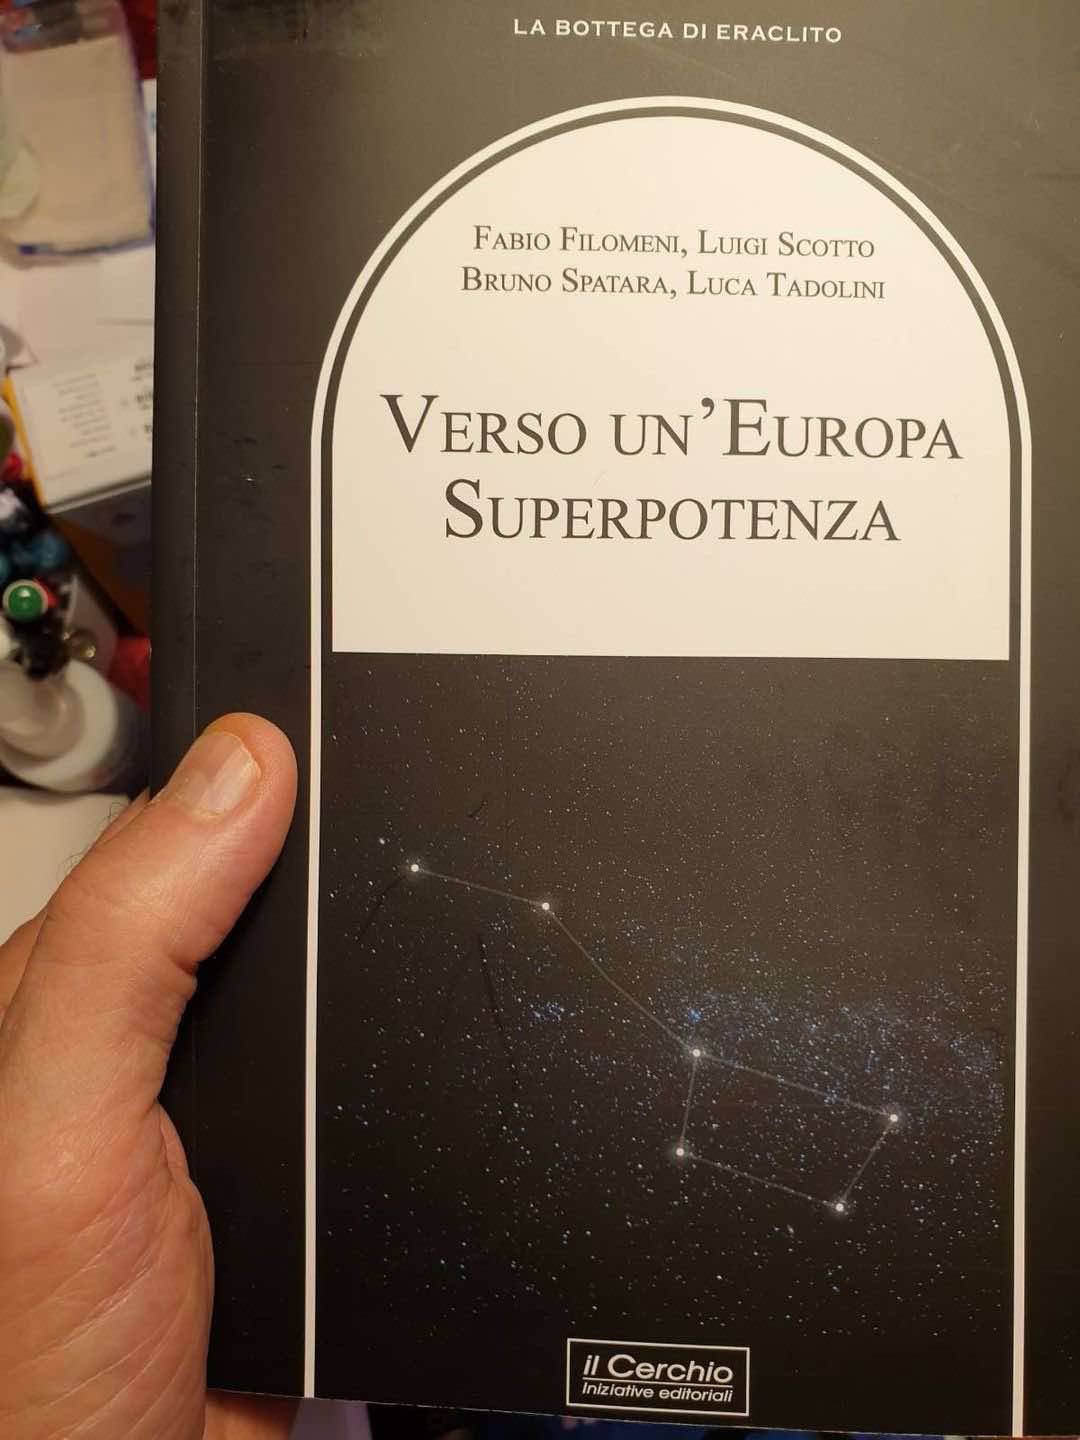 LA BOTTEGA DI ERACLITO
FABIO FILOMENI, LUIGI SCOTTO
BRUNO SPATARA, LUCA TADOLINI
VERSO UN'EUROPA
SUPERPOTENZA
il Cerchio
Iniziative editoriali